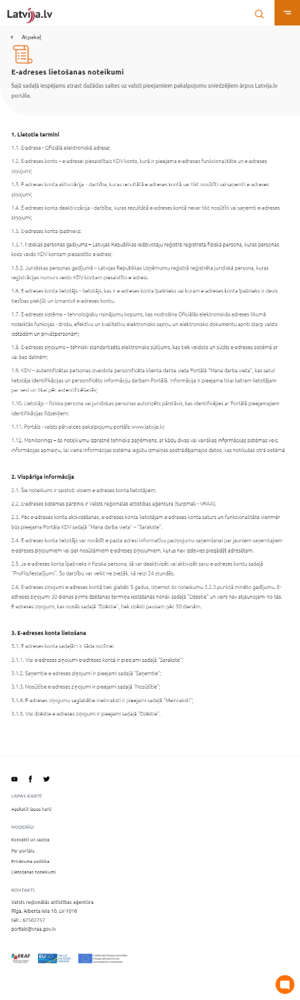 Latvija.lv
Atpakaļ
E-adreses lietošanas noteikumi
Šajā sadaļā iespējams atrast dažādas saites uz valstī pieejamiem pakalpojumu sniedzējiem ārpus Latvija.lv
portāla.
1. Lietotie termini
1.1. E-adrese - Oficiālā elektroniskā adrese;
1.2. E-adreses konts – e-adresei piesaistītais KDV konts, kurā ir pieejama e-adreses funkcionalitāte un e-adreses
ziņojumi;
1.3. E-adreses konta aktivizācija – darbība, kuras rezultātā e-adreses kontā var tikt nosūtīti vai saņemti e-adreses
ziņojumi;
1.4. E-adreses konta deaktivizācija - darbība, kuras rezultātā e-adreses kontā nevar tikt nosūtīti vai saņemti e-adreses
ziņojumi;
1.5. E-adreses konta īpašnieks:
1.5.1. Fiziskas personas gadījumā – Latvijas Republikas Iedzīvotāju reģistrā reģistrēta fiziskā persona, kuras personas
kods veido KDV kontam piesaistīto e-adresi;
1.5.2. Juridiskas personas gadījumā – Latvijas Republikas Uzņēmumu reģistrā reģistrēta juridiskā persona, kuras
reģistrācijas numurs veido KDV kontam piesaistīto e-adresi.
1.6. E-adreses konta lietotājs – lietotājs, kas ir e-adreses konta īpašnieks vai kuram e-adreses konta īpašnieks ir devis
tiesības piekļūt un izmantot e-adreses kontu.
1.7. E-adreses sistēma – tehnoloģisku risinājumu kopums, kas nodrošina Oficiālās elektroniskās adreses likumā
noteiktās funkcijas - drošu, efektīvu un kvalitatīvu elektronisko saziņu un elektronisko dokumentu apriti starp valsts
iestādēm un privātpersonām;
1.8. E-adreses ziņojums – tehniski standartizēts elektronisks sūtījums, kas tiek veidots un sūtīts e-adreses sistēmā ar
vai bez datnēm;
1.9. KDV – autentificētas personas izveidota personificēta klienta darba vieta Portālā "Mana darba vieta", kas satur
lietotāja identifikācijas un personificēto informāciju darbam Portālā. Informācija ir pieejama tikai katram lietotājam
par sevi un tikai pēc autentificēšanās;
1.10. Lietotājs – fiziska persona vai juridiskas personas autorizēts pārstāvis, kas identificējies ar Portālā pieejamajiem
identifikācijas līdzekļiem;
1.11. Portāls - valsts pārvaldes pakalpojumu portāls www.latvija.lv;
1.12. Monitorings – šo noteikumu izpratnē tehnisks paņēmiens, ar kādu divas vai vairākas informācijas sistēmas veic
informācijas apmaiņu, lai viena informācijas sistēma iegūtu izmaiņas apstrādājamajos datos, kas notikušas otrā sistēmā
2. Vispārīga informācija
2.1. Šie noteikumi ir saistoši visiem e-adreses konta lietotājiem.
2.2. E-adreses sistēmas pārzinis ir Valsts reģionālās attīstības aģentūra (turpmāk - VRAA).
2.3. Pēc e-adreses konta aktivizēšanas, e-adreses konta lietotājam e-adreses konta saturs un funkcionalitāte vienmēr
būs pieejama Portāla KDV sadaļā "Mana darba vieta" – "Sarakste".
2.4. E-adreses konta lietotājs var norādīt e-pasta adresi informatīvu paziņojumu saņemšanai par jauniem saņemtajiem
e-adreses ziņojumiem vai par nosūtāmiem e-adreses ziņojumiem, kurus nav izdevies piegādāt adresātam.
2.5. Ja e-adreses konta īpašnieks ir fiziska persona, tā var deaktivizēt vai aktivizēt savu e-adreses kontu sadaļā
"Profils/Iestatījumi". Šo darbību var veikt ne biežāk, kā reizi 24 stundās.
2.6. E-adreses ziņojumi e-adreses kontā tiek glabāti 5 gadus, izņemot šo noteikumu 3.2.3.punktā minēto gadījumu. E-
adreses ziņojumi 30 dienas pirms dzēšanas termiņa iestāšanās nonāk sadaļā "Dzēstie" un vairs nav atjaunojami no tās.
E-adreses ziņojumi, kas nonāk sadaļā "Dzēstie", tiek dzēsti pavisam pēc 30 dienām.
3. E-adreses konta lietošana
3.1. E-adreses konta sadaļām ir šāda nozīme:
3.1.1. Visi e-adreses ziņojumi e-adreses kontā ir pieejami sadaļā "Sarakste";
3.1.2. Saņemtie e-adreses ziņojumi ir pieejami sadaļā "Saņemtie";
3.1.3. Nosūtītie e-adreses ziņojumi ir pieejami sadaļā "Nosūtītie";
3.1.4. E-adreses ziņojumu saglabātie melnraksti ir pieejami sadaļā "Melnraksti";
3.1.5. Visi dzēstie e-adreses ziņojumi ir pieejami sadaļā "Dzēstie".
LAPAS KARTE
Apskatīt lapas karti
NODERĪGI
Kontakti un saziņa
Par portālu
Privātuma politika
Lietošanas noteikumi
KONTAKTI
Valsts reģionālās attīstības aģentūra
Rīga, Alberta iela 10, LV-1010
tālr.: 67502757
portals@vraa.gov.lv
ERAF
EUGO